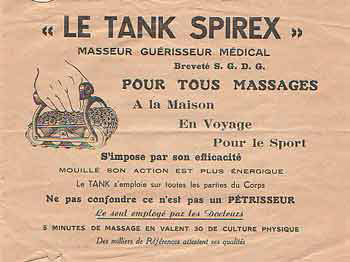 « LE TANK SPIREX »
MASSEUR GUÉRISSEUR MÉDICAL
Breveté S. G. D. G.
POUR TOUS MASSAGES
A la Maison
En Voyage
Pour le Sport
S'impose par son efficacité
MOUILLÉ SON ACTION EST PLUS ÉNERGIQUE
Le TANK s'emploie sur toutes les parties du Corps
Ne pas confondre ce n'est pas un PÉTRISSEUR
Le seul employé par les Docteurs
5 MINUTES DE MASSAGE EN VALENT 30 DE CULTURE PHYSIQUE
Des milliers de Références attestent ses qualités